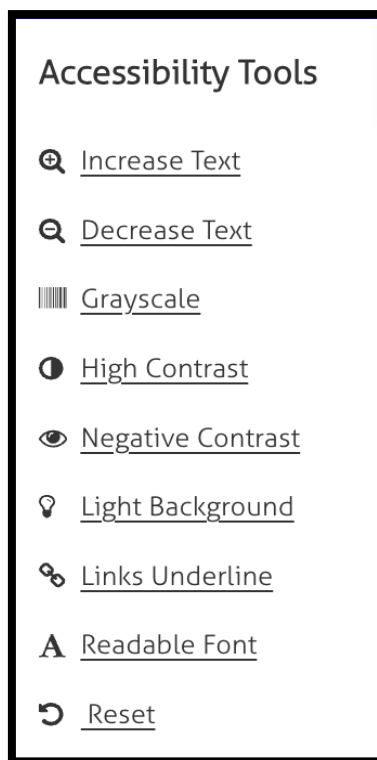 Accessibility Tools
Increase Text
Decrease Text
Grayscale
High Contrast
Negative Contrast
Light Background
Links Underline
Readable Font
Reset